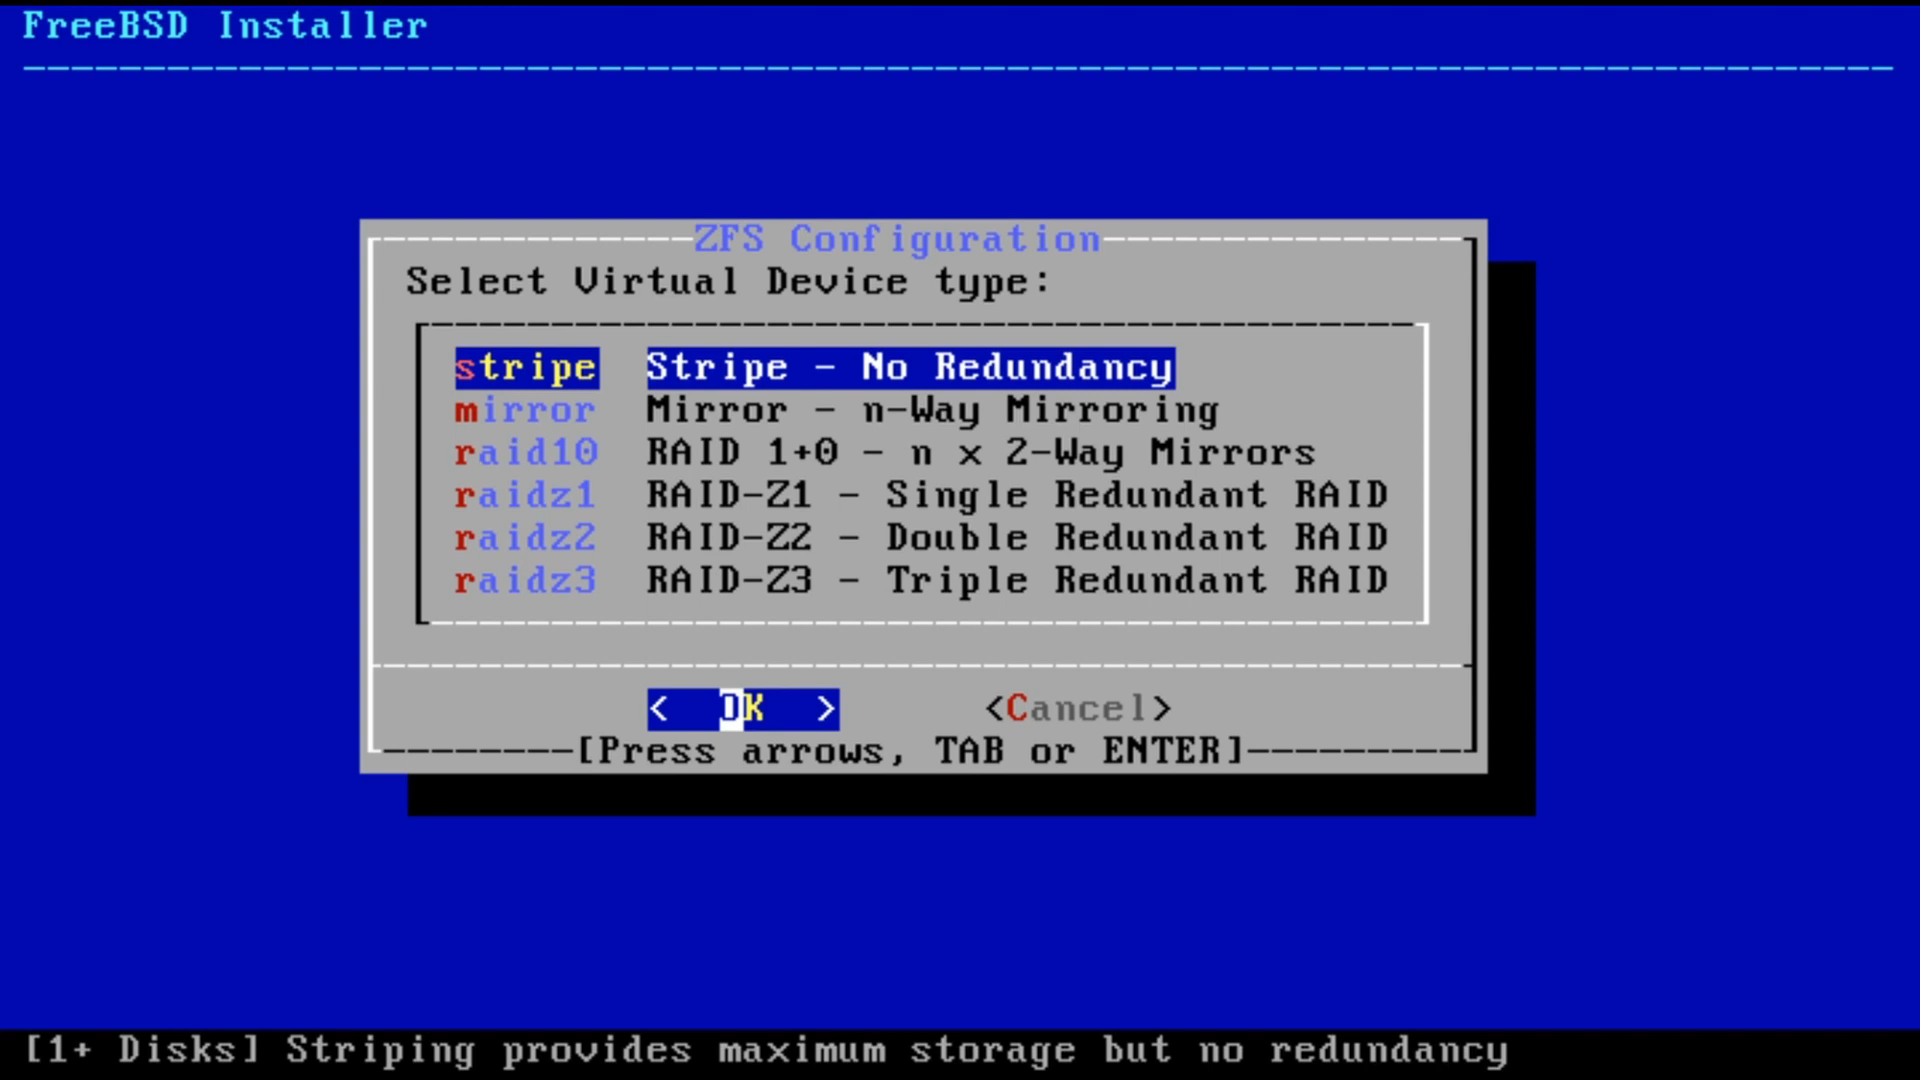 FreeBSD Installer
ZFS Configuration
Select Virtual Device type:
stripe Stripe - No Redundancy
mirror Mirror - n-Way Mirroring
raid10 RAID 1+0 - n x 2-Way Mirrors
raidz1 RAID-Z1 - Single Redundant RAID
raidz2 RAID-Z2 - Double Redundant RAID
raidz3 RAID-Z3 - Triple Redundant RAID
< OK > <Cancel>
[Press arrows, TAB or ENTER]
[1+ Disks] Striping provides maximum storage but no redundancy